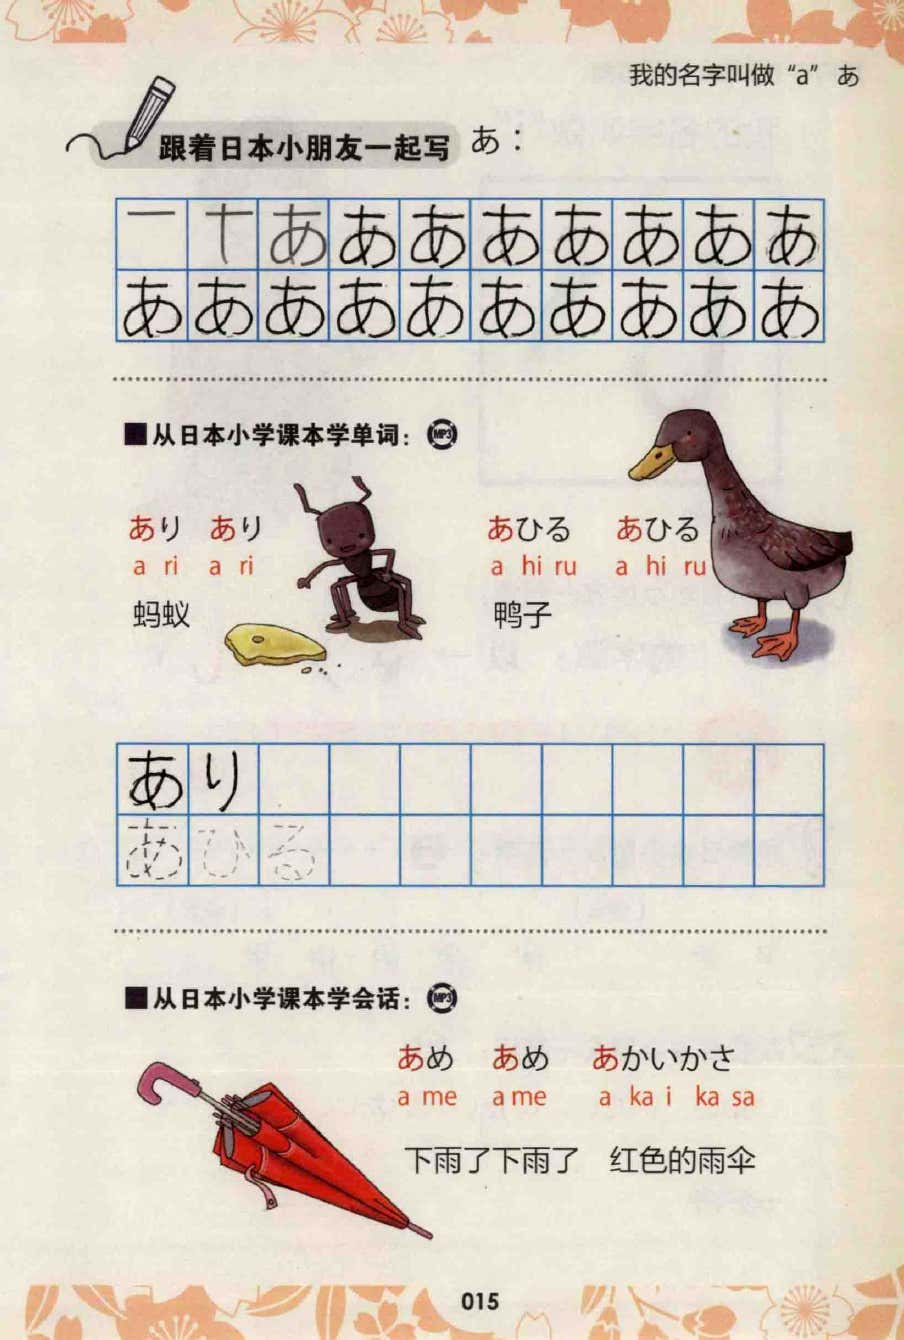 我的名字叫做“a” あ
跟着日本小朋友一起写 あ：
一 十 あ あ あ あ あ あ あ あ
あ あ あ あ あ あ あ あ あ あ
■从日本小学课本学单词： MP3
あり あり あひる あひる
a ri a ri a hi ru a hi ru
蚂蚁 鸭子
あ り
あ ひ る
■从日本小学课本学会话： MP3
あめ あめ あかいかさ
a me a me a ka i ka sa
下雨了下雨了 红色的雨伞
015